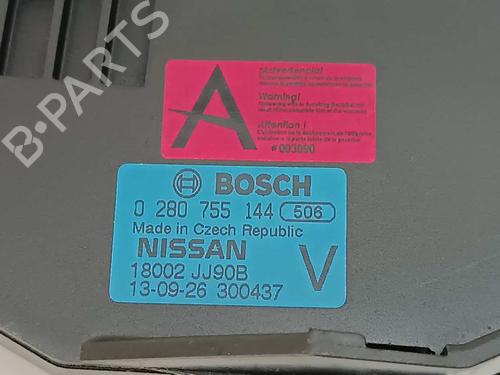 B-PARTS
A
¡Advertencia!
Warning!
Attention !
# 003090
BOSCH
0 280 755 144 506
Made in Czech Republic
NISSAN
18002 JJ90B V
13-09-26 300437